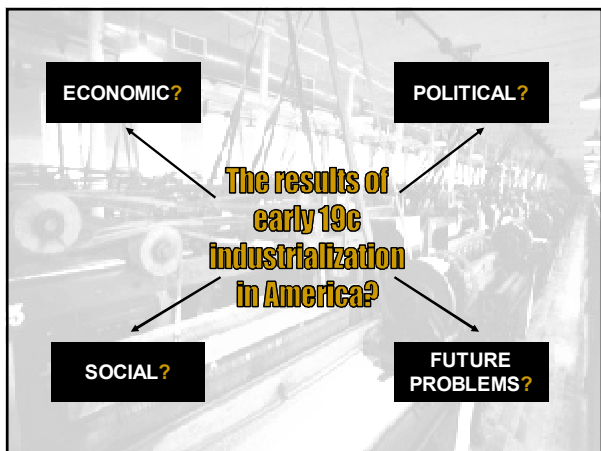 ECONOMIC?
POLITICAL?
The results of
early 19c
industrialization
in America?
SOCIAL?
FUTURE
PROBLEMS?